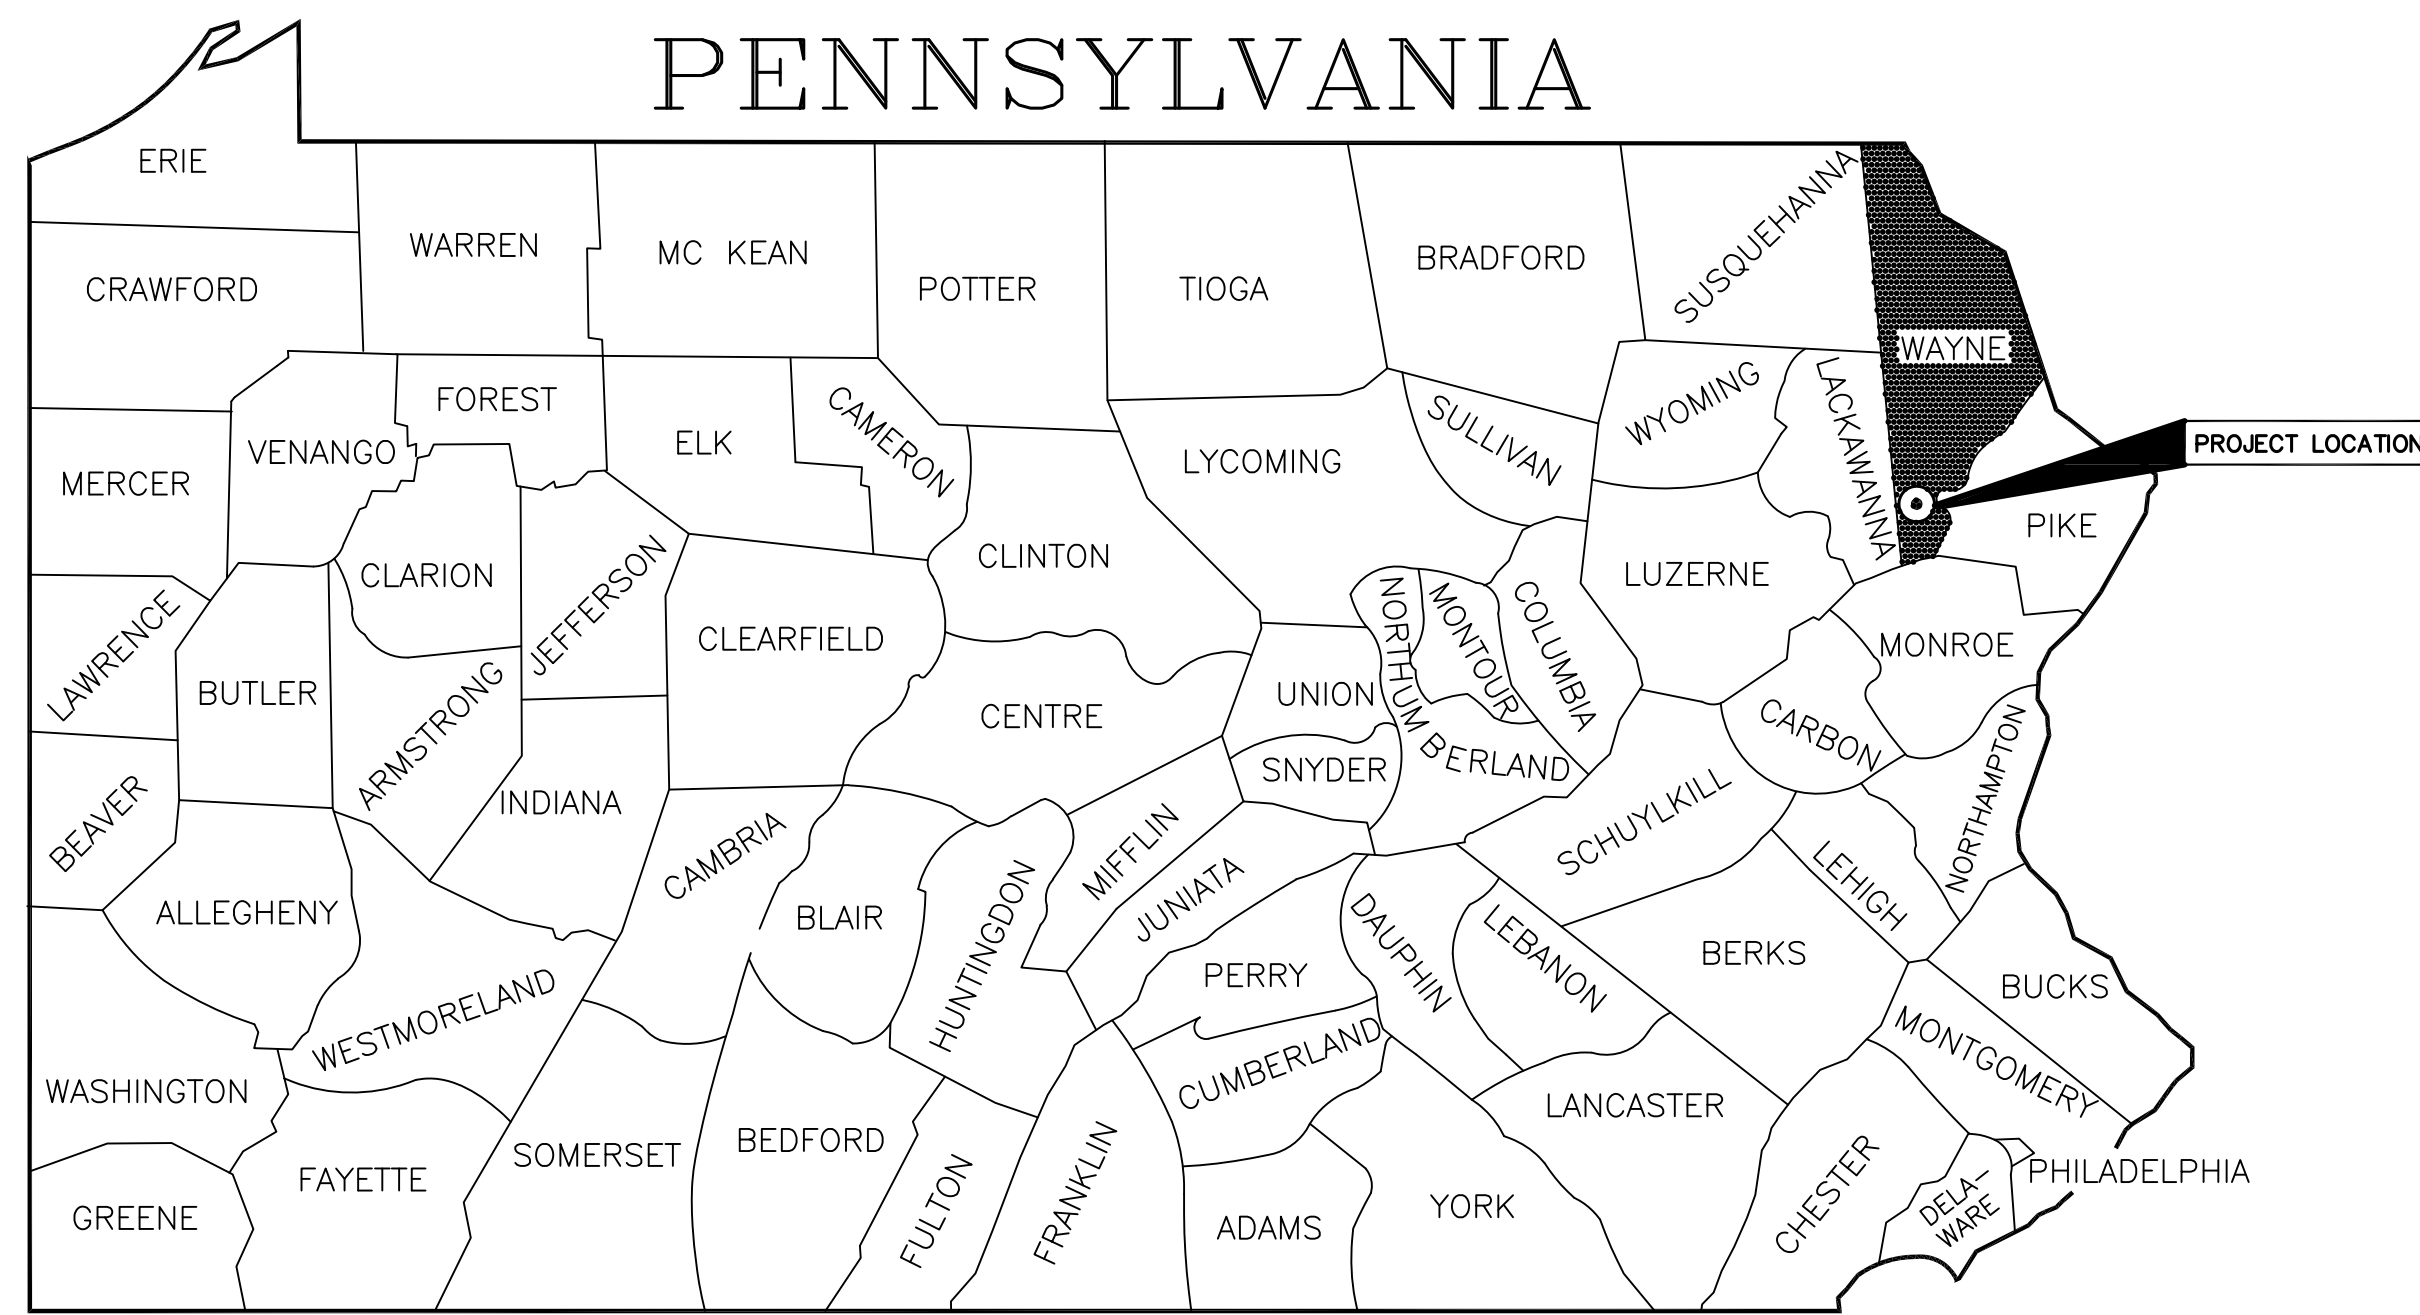 PENNSYLVANIA
ERIE
WARREN
MC KEAN
POTTER
TIOGA
BRADFORD
SUSQUEHANNA
WAYNE
CRAWFORD
FOREST
ELK
CAMERON
LYCOMING
SULLIVAN
WYOMING
LACKAWANNA
PROJECT LOCATION
MERCER
VENANGO
CLARION
JEFFERSON
CLEARFIELD
CLINTON
NORTHUMBERLAND
MONTOUR
COLUMBIA
LUZERNE
PIKE
LAWRENCE
BUTLER
ARMSTRONG
INDIANA
CENTRE
UNION
SNYDER
CARBON
MONROE
BEAVER
ALLEGHENY
CAMBRIA
BLAIR
HUNTINGDON
MIFFLIN
JUNIATA
SCHUYLKILL
LEHIGH
NORTHAMPTON
WASHINGTON
WESTMORELAND
PERRY
DAUPHIN
LEBANON
BERKS
BUCKS
GREENE
FAYETTE
SOMERSET
BEDFORD
FULTON
FRANKLIN
CUMBERLAND
ADAMS
YORK
LANCASTER
CHESTER
MONTGOMERY
DELA-
WARE
PHILADELPHIA